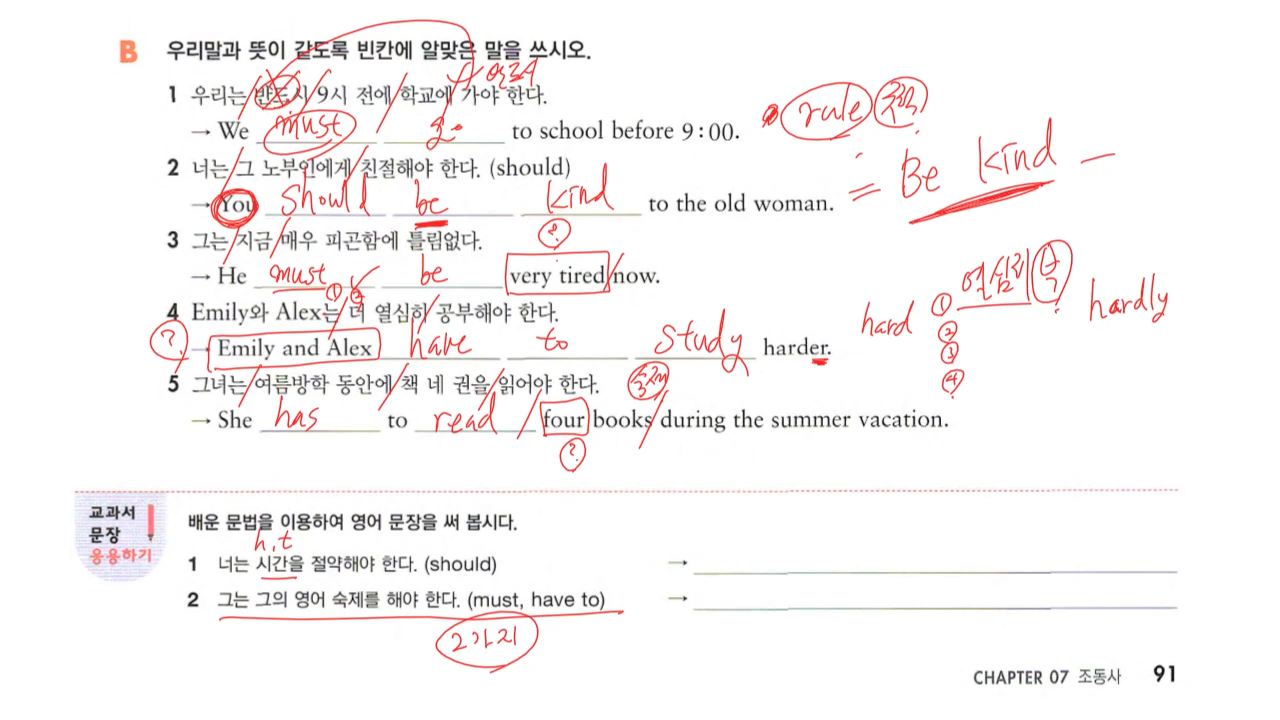 B 우리말과 뜻이 같도록 빈칸에 알맞은 말을 쓰시오.
1 우리는 반드시 9시 전에 학교에 가야 한다.
→ We must go to school before 9:00.
rule
2 너는 그 노부인에게 친절해야 한다. (should)
= Be kind —
→ You should be kind to the old woman.
?
3 그는 지금 매우 피곤함에 틀림없다.
→ He must be very tired now.
① ②
4 Emily와 Alex는 더 열심히 공부해야 한다.
hard ① 열심히 hardly
② 
③
④
?
→ Emily and Alex have to study harder.
5 그녀는 여름방학 동안에 책 네 권을 읽어야 한다.
→ She has to read four books during the summer vacation.
?
교과서
문장
응용하기
배운 문법을 이용하여 영어 문장을 써 봅시다.
1 너는 시간을 절약해야 한다. (should) →
2 그는 그의 영어 숙제를 해야 한다. (must, have to) →
2가지
CHAPTER 07 조동사 91